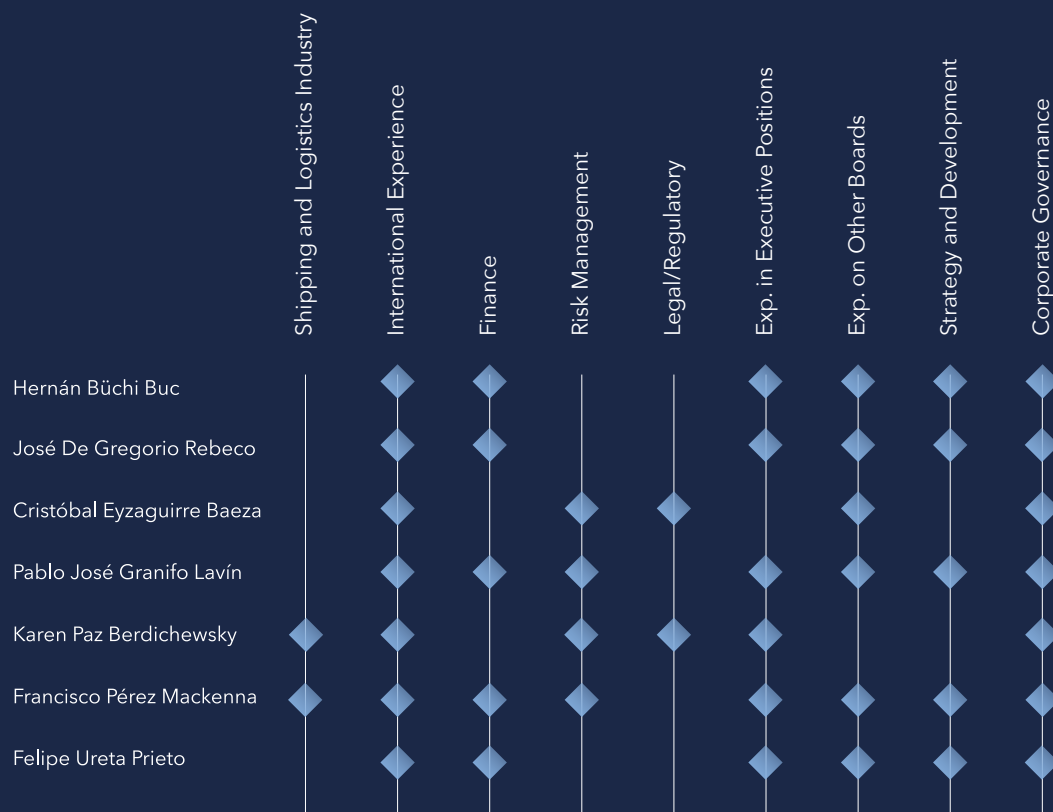 Shipping and Logistics Industry
International Experience
Finance
Risk Management
Legal/Regulatory
Exp. in Executive Positions
Exp. on Other Boards
Strategy and Development
Corporate Governance
Hernán Büchi Buc
José De Gregorio Rebeco
Cristóbal Eyzaguirre Baeza
Pablo José Granifo Lavín
Karen Paz Berdichewsky
Francisco Pérez Mackenna
Felipe Ureta Prieto